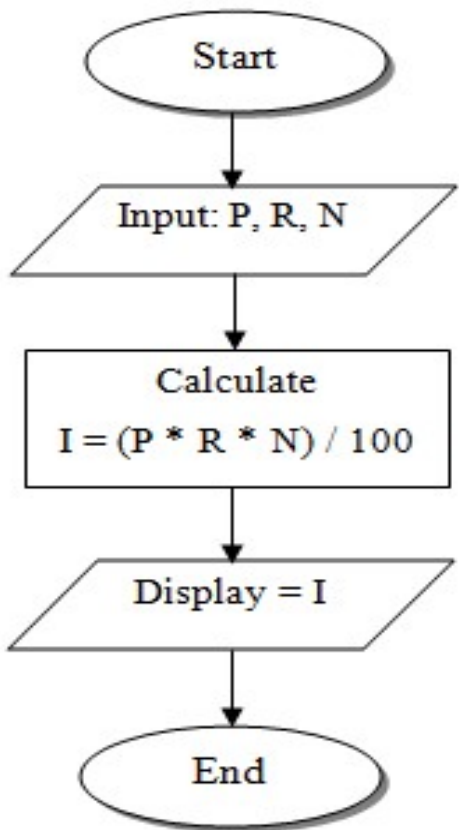 Start
Input: P, R, N
Calculate
I = (P * R * N) / 100
Display = I
End